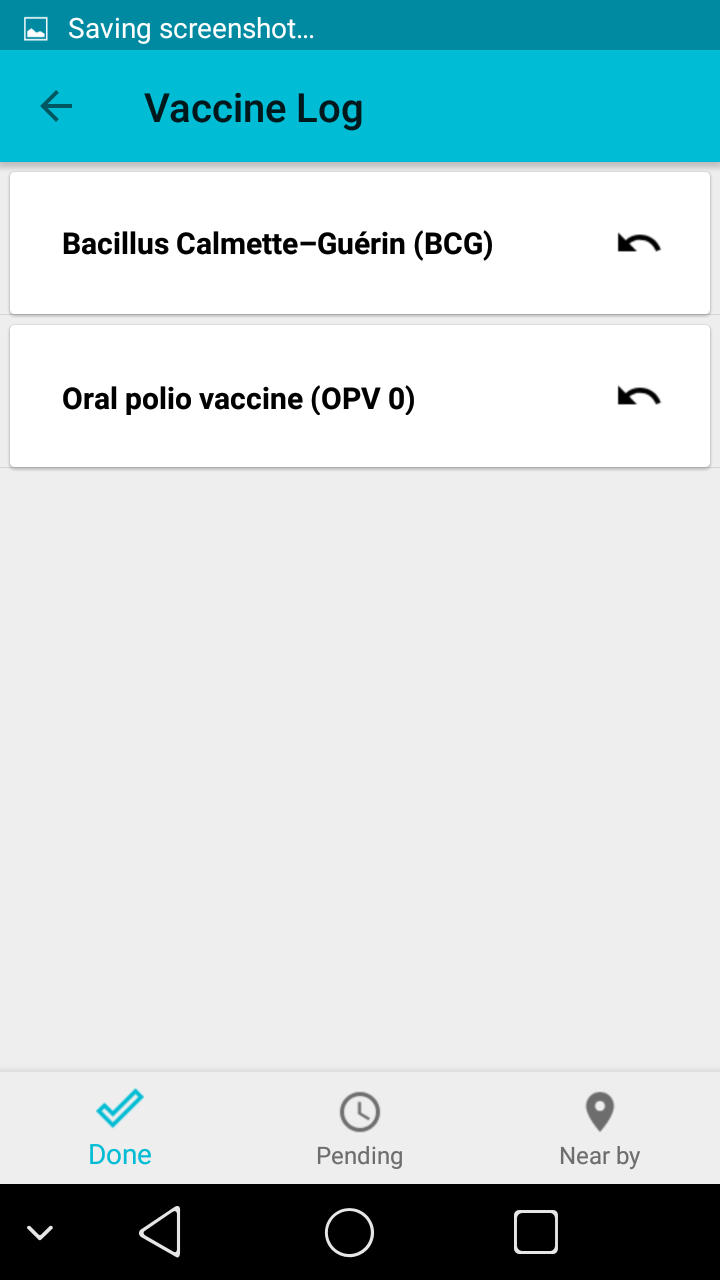 Saving screenshot...
Vaccine Log
Bacillus Calmette–Guérin (BCG)
Oral polio vaccine (OPV 0)
Done
Pending
Near by